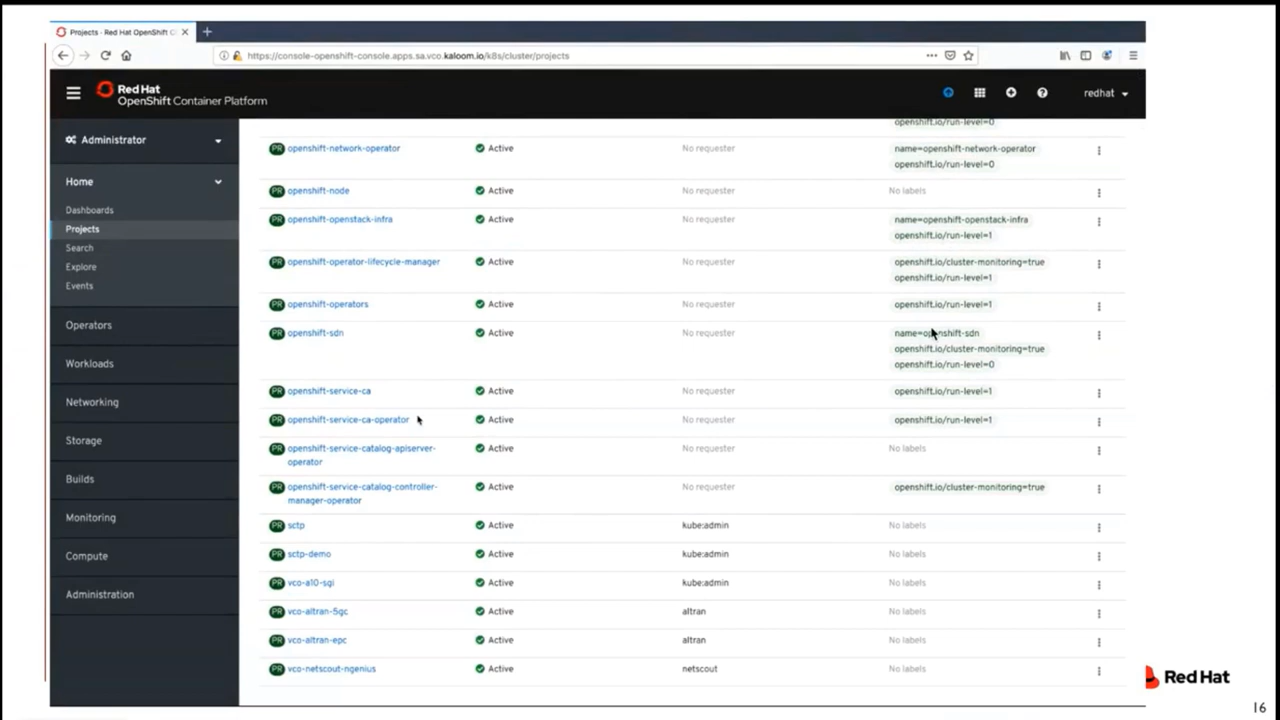 Projects · Red Hat OpenShift C
https://console-openshift-console.apps.sa.vco.kaloom.io/k8s/cluster/projects
Red Hat
OpenShift Container Platform
redhat
Administrator
Home
Dashboards
Projects
Search
Explore
Events
Operators
Workloads
Networking
Storage
Builds
Monitoring
Compute
Administration
openshift.io/run-level=0
PR openshift-network-operator Active No requester name=openshift-network-operator
openshift.io/run-level=0
PR openshift-node Active No requester No labels
PR openshift-openstack-infra Active No requester name=openshift-openstack-infra
openshift.io/run-level=1
PR openshift-operator-lifecycle-manager Active No requester openshift.io/cluster-monitoring=true
openshift.io/run-level=1
PR openshift-operators Active No requester openshift.io/run-level=1
PR openshift-sdn Active No requester name=openshift-sdn
openshift.io/cluster-monitoring=true
openshift.io/run-level=0
PR openshift-service-ca Active No requester openshift.io/run-level=1
PR openshift-service-ca-operator Active No requester openshift.io/run-level=1
PR openshift-service-catalog-apiserver- Active No requester No labels
operator
PR openshift-service-catalog-controller- Active No requester openshift.io/cluster-monitoring=true
manager-operator
PR sctp Active kube:admin No labels
PR sctp-demo Active kube:admin No labels
PR vco-a10-sgi Active kube:admin No labels
PR vco-altran-5gc Active altran No labels
PR vco-altran-epc Active altran No labels
PR vco-netscout-ngenius Active netscout No labels
Red Hat
16